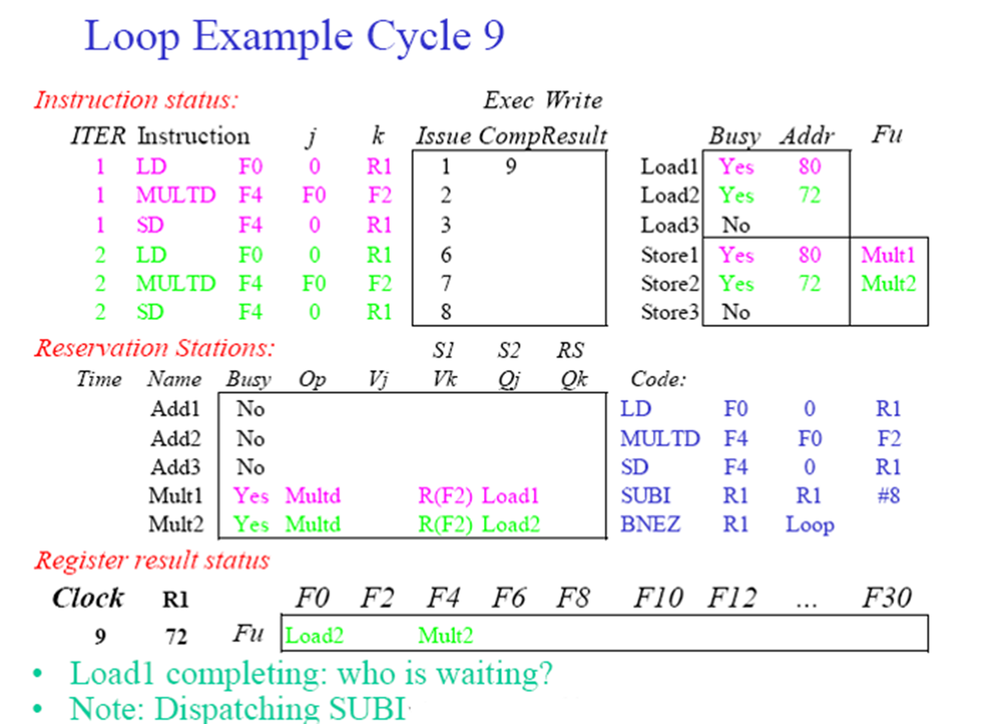 Loop Example Cycle 9
Instruction status: Exec Write
ITER Instruction j k Issue CompResult Busy Addr Fu
1 LD F0 0 R1 1 9 Load1 Yes 80
1 MULTD F4 F0 F2 2 Load2 Yes 72
1 SD F4 0 R1 3 Load3 No
2 LD F0 0 R1 6 Store1 Yes 80 Mult1
2 MULTD F4 F0 F2 7 Store2 Yes 72 Mult2
2 SD F4 0 R1 8 Store3 No
Reservation Stations: S1 S2 RS
Time Name Busy Op Vj Vk Qj Qk Code:
Add1 No LD F0 0 R1
Add2 No MULTD F4 F0 F2
Add3 No SD F4 0 R1
Mult1 Yes Multd R(F2) Load1 SUBI R1 R1 #8
Mult2 Yes Multd R(F2) Load2 BNEZ R1 Loop
Register result status
Clock R1 F0 F2 F4 F6 F8 F10 F12 ... F30
9 72 Fu Load2 Mult2
• Load1 completing: who is waiting?
• Note: Dispatching SUBI